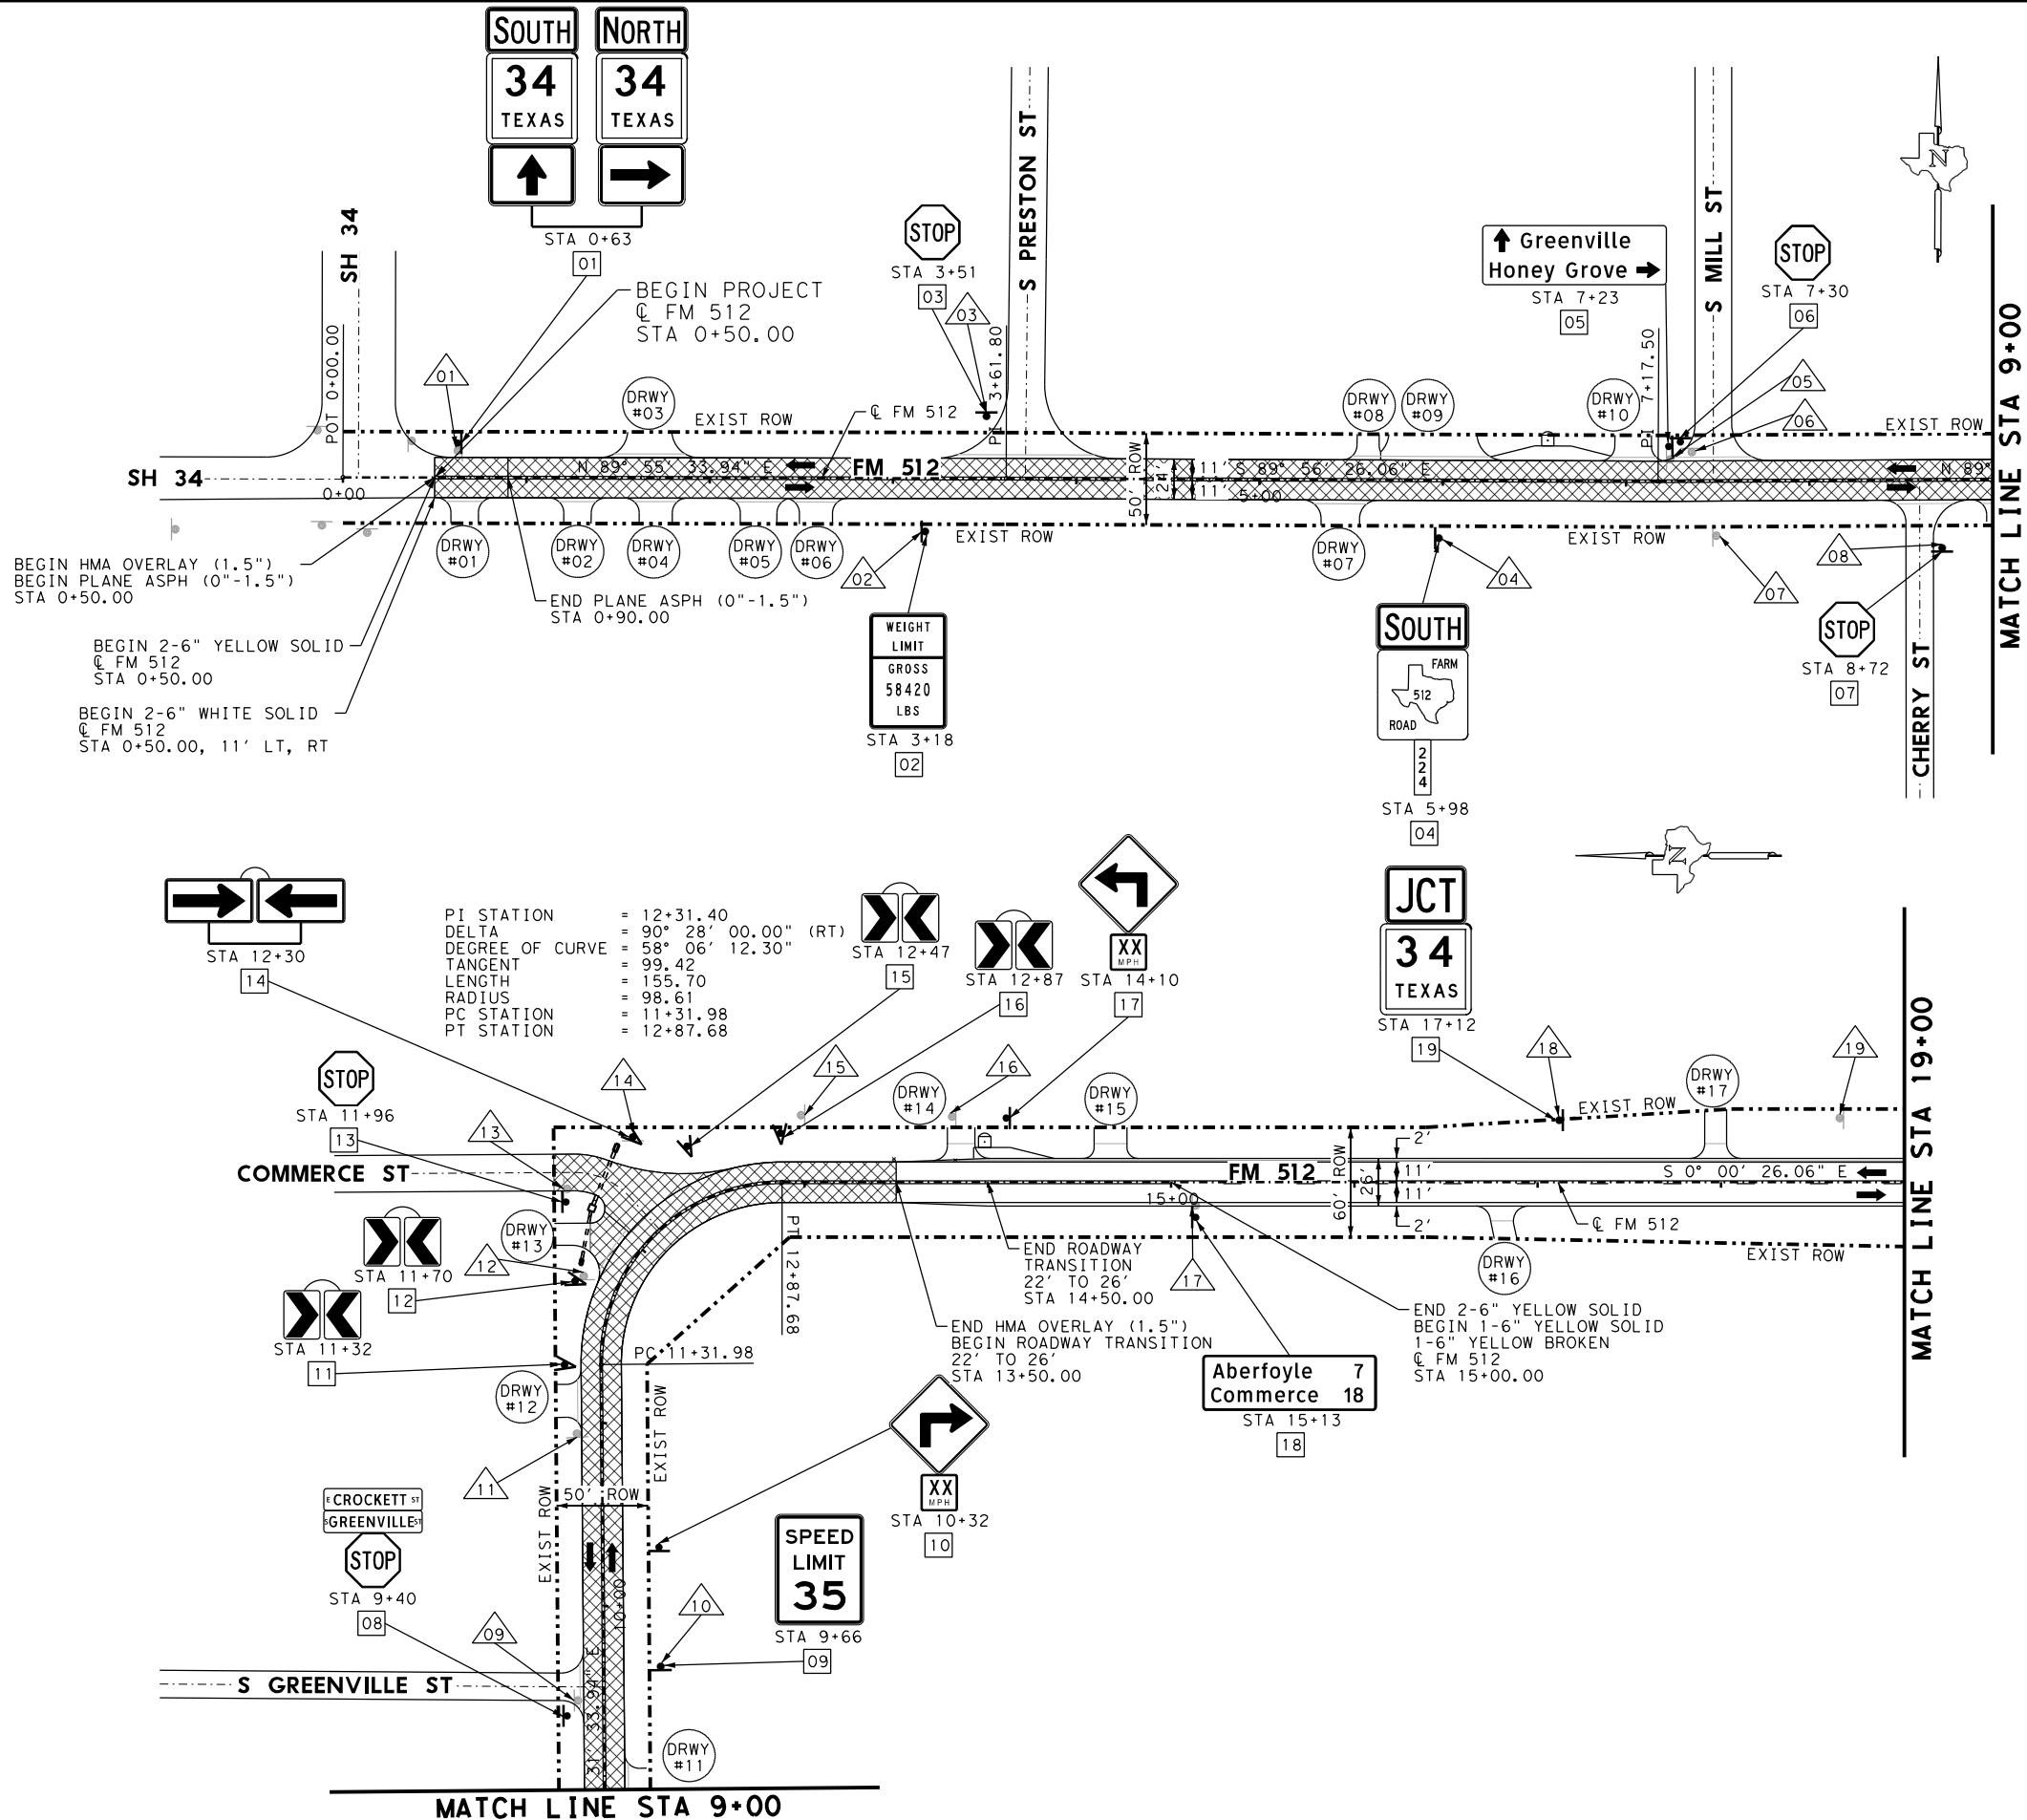 SOUTH
34
TEXAS
NORTH
34
TEXAS
STA 0+63
01
BEGIN PROJECT
℄ FM 512
STA 0+50.00
SH 34
POT 0+00.00
01
DRWY
#03
EXIST ROW
℄ FM 512
STOP
STA 3+51
03
03
PI 3+61.80
S PRESTON ST
DRWY
#08
DRWY
#09
DRWY
#10
↑ Greenville
Honey Grove →
STA 7+23
05
PI 7+17.50
S MILL ST
STOP
STA 7+30
06
05
06
EXIST ROW
N
MATCH LINE STA 9+00
SH 34
0+00
N 89° 55' 33.94" E
FM 512
50' ROW
24'
11'
11'
S 89° 56' 26.06" E
5+00
N 89°
BEGIN HMA OVERLAY (1.5")
BEGIN PLANE ASPH (0"-1.5")
STA 0+50.00
DRWY
#01
DRWY
#02
DRWY
#04
DRWY
#05
DRWY
#06
02
EXIST ROW
DRWY
#07
04
EXIST ROW
07
08
END PLANE ASPH (0"-1.5")
STA 0+90.00
BEGIN 2-6" YELLOW SOLID
℄ FM 512
STA 0+50.00
BEGIN 2-6" WHITE SOLID
℄ FM 512
STA 0+50.00, 11' LT, RT
WEIGHT
LIMIT
GROSS
58420
LBS
STA 3+18
02
SOUTH
FARM
512
ROAD
224
STA 5+98
04
STOP
STA 8+72
07
CHERRY ST
STA 12+30
14
PI STATION = 12+31.40
DELTA = 90° 28' 00.00" (RT)
DEGREE OF CURVE = 58° 06' 12.30"
TANGENT = 99.42
LENGTH = 155.70
RADIUS = 98.61
PC STATION = 11+31.98
PT STATION = 12+87.68
STA 12+47
15
STA 12+87
16
XX
MPH
STA 14+10
17
JCT
34
TEXAS
STA 17+12
19
N
MATCH LINE STA 19+00
STOP
STA 11+96
13
13
14
15
DRWY
#14
16
DRWY
#15
18
EXIST ROW
DRWY
#17
19
COMMERCE ST
FM 512
60' ROW
26'
2'
11'
11'
2'
S 0° 00' 26.06" E
15+00
℄ FM 512
EXIST ROW
DRWY
#13
12
STA 11+70
12
STA 11+32
11
DRWY
#12
PT 12+87.68
PC 11+31.98
END ROADWAY
TRANSITION
22' TO 26'
STA 14+50.00
17
DRWY
#16
END HMA OVERLAY (1.5")
BEGIN ROADWAY TRANSITION
22' TO 26'
STA 13+50.00
END 2-6" YELLOW SOLID
BEGIN 1-6" YELLOW SOLID
1-6" YELLOW BROKEN
℄ FM 512
STA 15+00.00
Aberfoyle 7
Commerce 18
STA 15+13
18
11
EXIST ROW
EXIST ROW
50' ROW
XX
MPH
STA 10+32
10
E CROCKETT ST
S GREENVILLE ST
STOP
STA 9+40
08
09
10+00
10
SPEED
LIMIT
35
STA 9+66
09
S GREENVILLE ST
31' 33.94" E
DRWY
#11
MATCH LINE STA 9+00